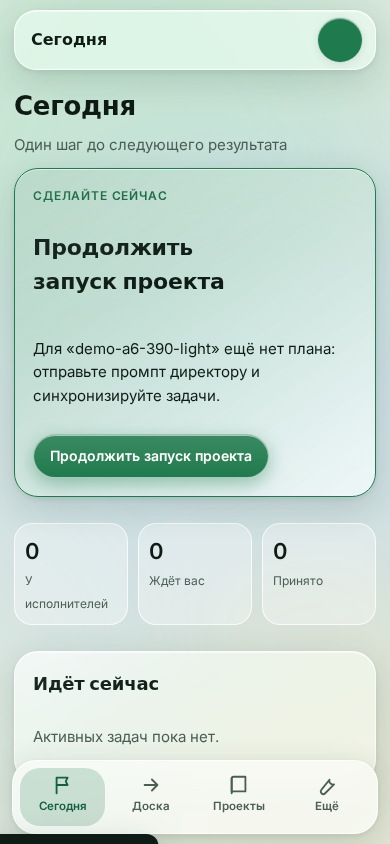 Сегодня
Сегодня
Один шаг до следующего результата
СДЕЛАЙТЕ СЕЙЧАС
Продолжить
запуск проекта
Для «demo-a6-390-light» ещё нет плана:
отправьте промпт директору и
синхронизируйте задачи.
Продолжить запуск проекта
0
У
исполнителей
0
Ждёт вас
0
Принято
Идёт сейчас
Активных задач пока нет.
Сегодня
Доска
Проекты
Ещё